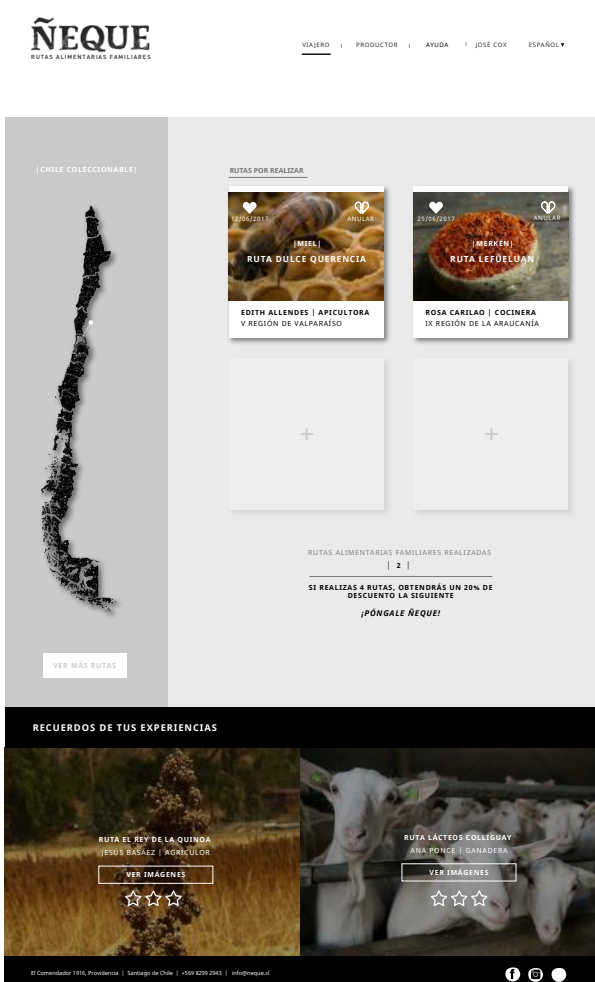 ÑEQUE
RUTAS ALIMENTARIAS FAMILIARES
VIAJERO | PRODUCTOR | AYUDA | JOSÉ COX ESPAÑOL ▾
|CHILE COLECCIONABLE|
VER MÁS RUTAS
RUTAS POR REALIZAR
12/06/2017 ANULAR
|MIEL|
RUTA DULCE QUERENCIA
EDITH ALLENDES | APICULTORA
V REGIÓN DE VALPARAÍSO
25/06/2017 ANULAR
|MERKÉN|
RUTA LEFÜELUAN
ROSA CARILAO | COCINERA
IX REGIÓN DE LA ARAUCANÍA
+ +
RUTAS ALIMENTARIAS FAMILIARES REALIZADAS
| 2 |
SI REALIZAS 4 RUTAS, OBTENDRÁS UN 20% DE
DESCUENTO LA SIGUIENTE
¡PÓNGALE ÑEQUE!
RECUERDOS DE TUS EXPERIENCIAS
RUTA EL REY DE LA QUINOA
JESÚS BASÁEZ | AGRICULOR
VER IMÁGENES
RUTA LÁCTEOS COLLIGUAY
ANA PONCE | GANADERA
VER IMÁGENES
El Comendador 1916, Providencia | Santiago de Chile | +569 8299 2943 | info@neque.cl